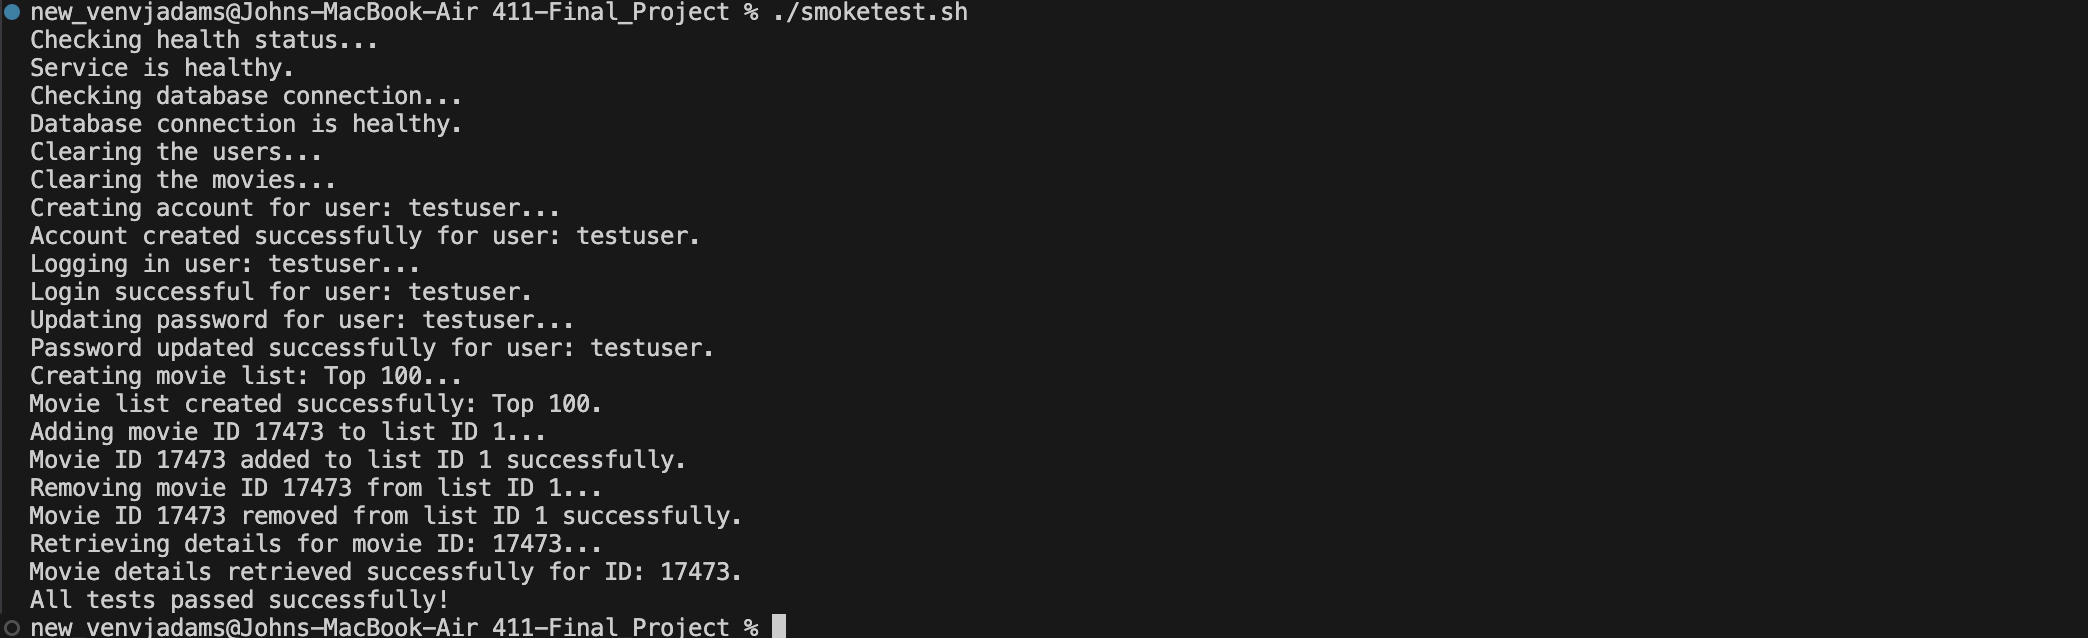 new_venvjadams@Johns-MacBook-Air 411-Final_Project % ./smoketest.sh
Checking health status...
Service is healthy.
Checking database connection...
Database connection is healthy.
Clearing the users...
Clearing the movies...
Creating account for user: testuser...
Account created successfully for user: testuser.
Logging in user: testuser...
Login successful for user: testuser.
Updating password for user: testuser...
Password updated successfully for user: testuser.
Creating movie list: Top 100...
Movie list created successfully: Top 100.
Adding movie ID 17473 to list ID 1...
Movie ID 17473 added to list ID 1 successfully.
Removing movie ID 17473 from list ID 1...
Movie ID 17473 removed from list ID 1 successfully.
Retrieving details for movie ID: 17473...
Movie details retrieved successfully for ID: 17473.
All tests passed successfully!
new_venvjadams@Johns-MacBook-Air 411-Final_Project %